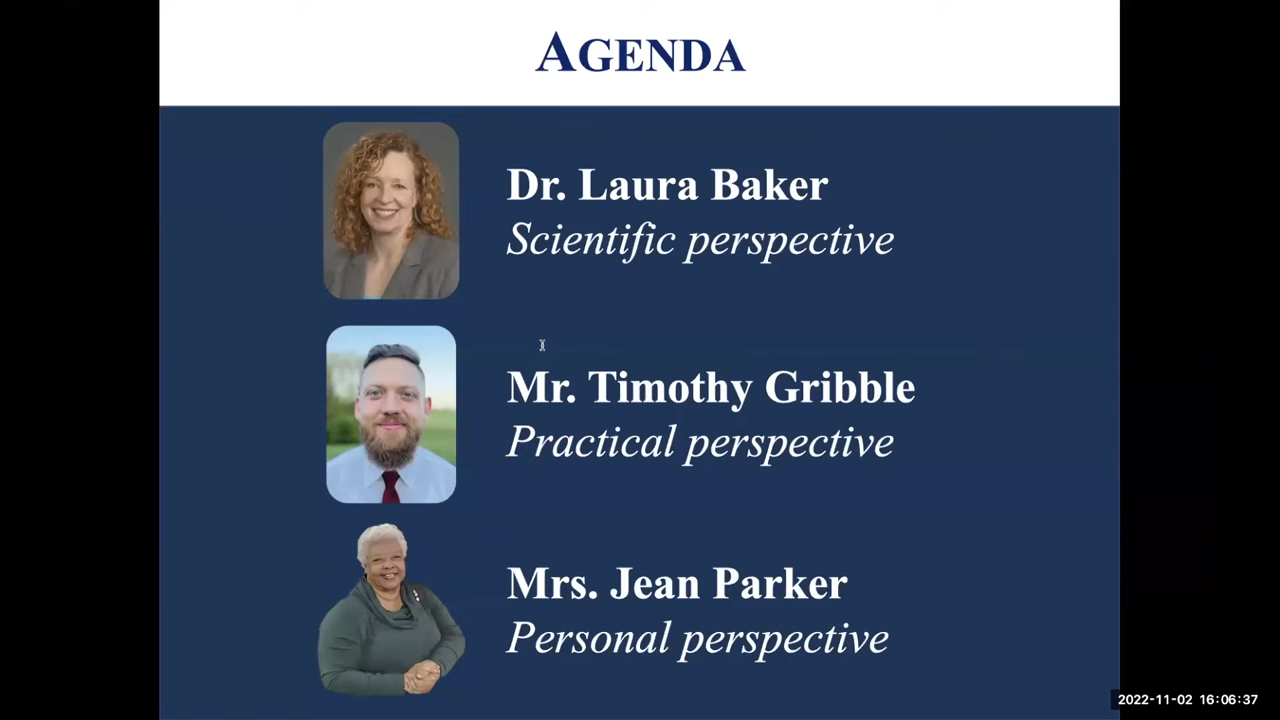 AGENDA
Dr. Laura Baker
Scientific perspective
Mr. Timothy Gribble
Practical perspective
Mrs. Jean Parker
Personal perspective
2022-11-02 16:06:37